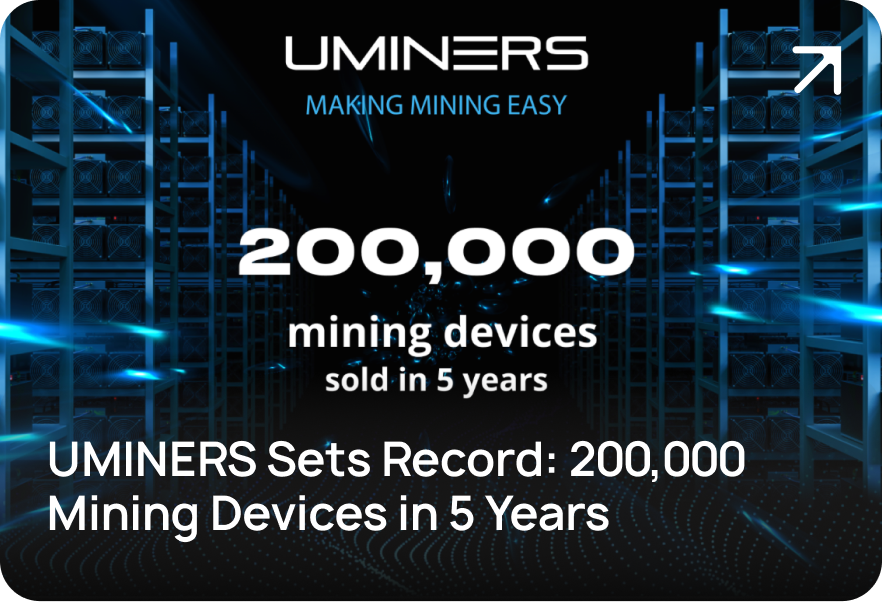 UMINERS
MAKING MINING EASY
200,000
mining devices
sold in 5 years
UMINERS Sets Record: 200,000
Mining Devices in 5 Years